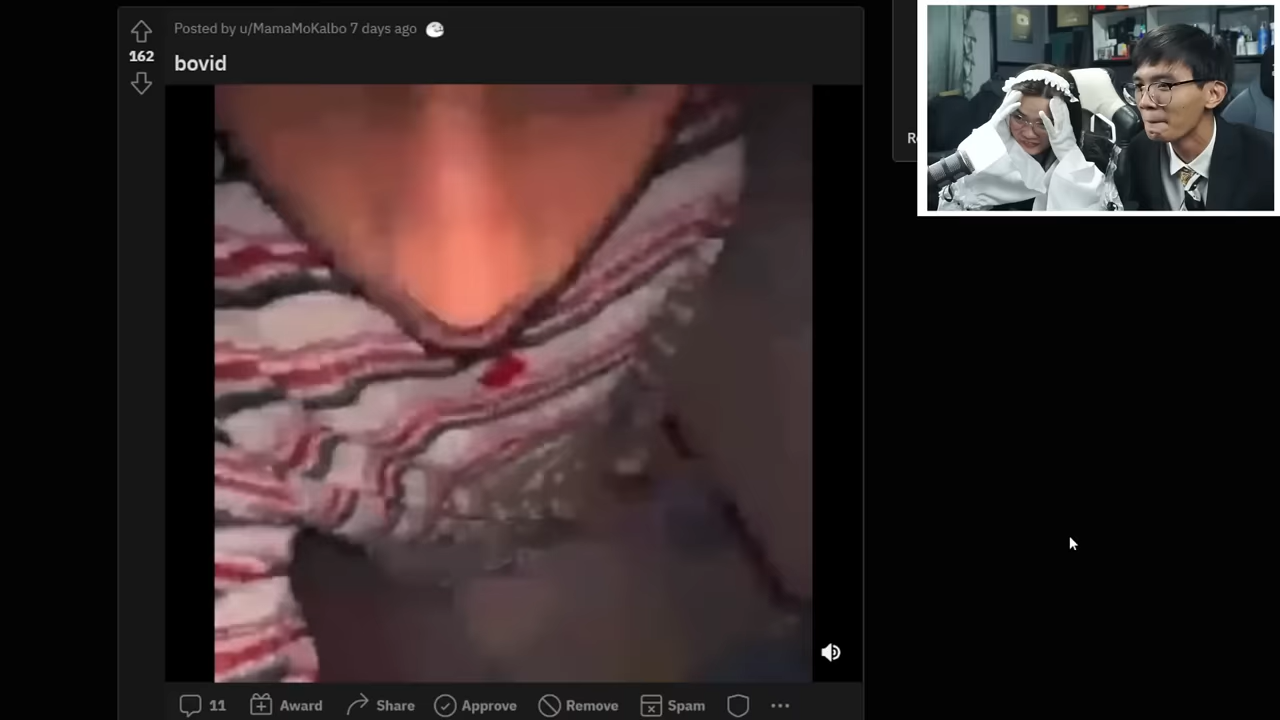 Posted by u/MamaMoKalbo 7 days ago
162
bovid
11
Award
Share
Approve
Remove
Spam